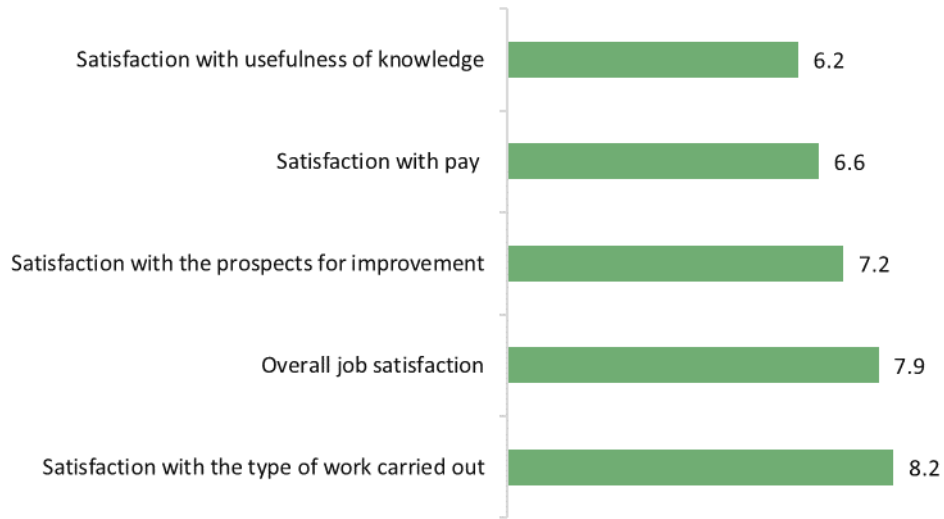 Satisfaction with usefulness of knowledge 6.2
Satisfaction with pay 6.6
Satisfaction with the prospects for improvement 7.2
Overall job satisfaction 7.9
Satisfaction with the type of work carried out 8.2